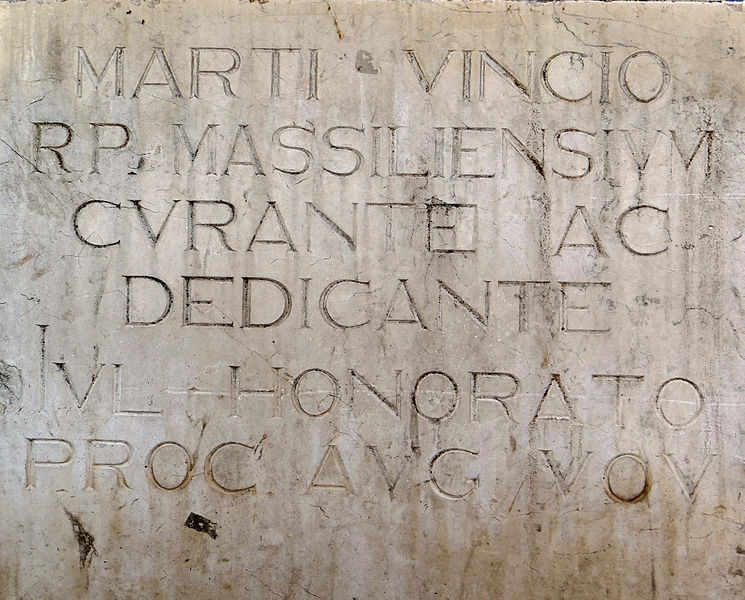 MARTI VINCIO
RP. MASSILIENSIVM
CVRANTE AC
DEDICANTE
IVL HONORATO
PROC AVG VOV